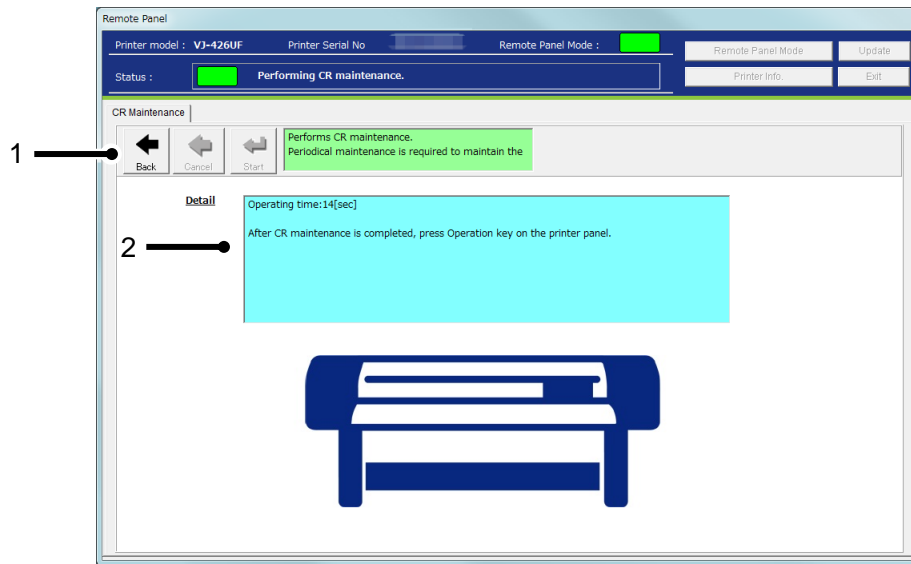 Remote Panel
Printer model : VJ-426UF Printer Serial No Remote Panel Mode :
Remote Panel Mode Update
Status : Performing CR maintenance.
Printer Info. Exit
CR Maintenance
1
Back Cancel Start
Performs CR maintenance.
Periodical maintenance is required to maintain the
Detail
Operating time:14[sec]
2
After CR maintenance is completed, press Operation key on the printer panel.